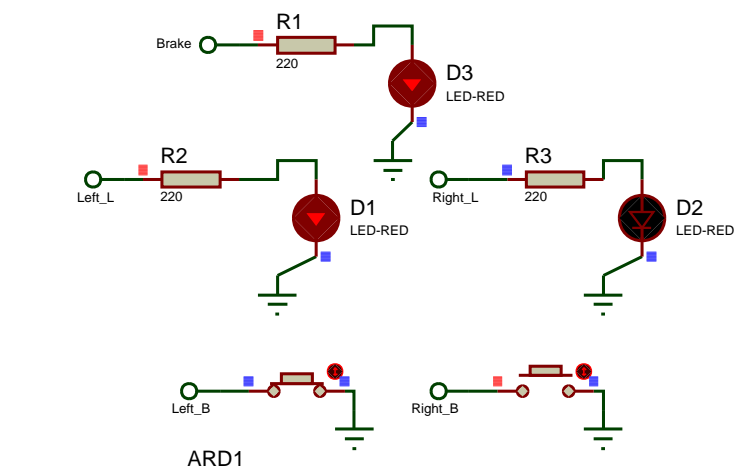 R1
Brake
220
D3
LED-RED
R2
Left_L
220
D1
LED-RED
R3
Right_L
220
D2
LED-RED
Left_B
Right_B
ARD1